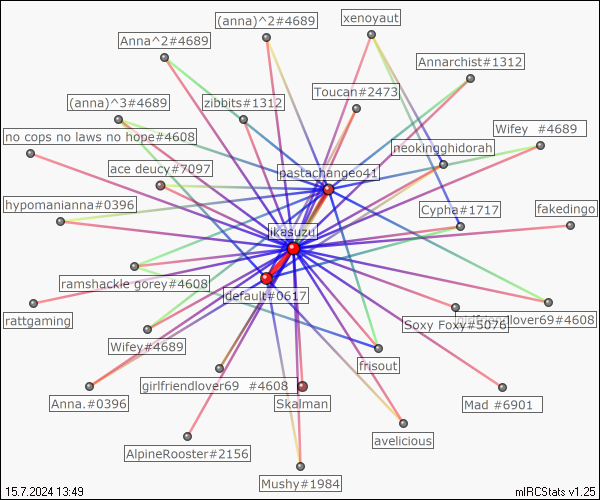 (anna)^2#4689
xenoyaut
Anna^2#4689
Annarchist#1312
Toucan#2473
(anna)^3#4689
zibbits#1312
Wifey #4689
no cops no laws no hope#4608
neokingghidorah
ace deucy#7097
pastachangeo41
hypomanianna#0396
Cypha#1717
fakedingo
ikasuzu
ramshackle gorey#4608
default#0617
rattgaming
Soxy Foxy#5076
girlfriendlover69#4608
Wifey#4689
frisout
girlfriendlover69 #4608
Anna.#0396
Skalman
Mad #6901
avelicious
AlpineRooster#2156
Mushy#1984
15.7.2024 13:49
mIRCStats v1.25